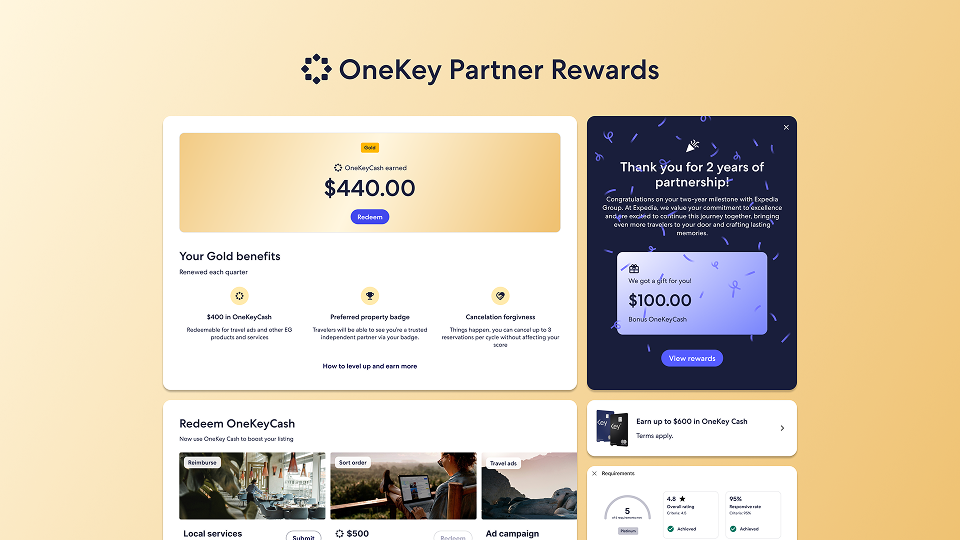 OneKey Partner Rewards
Gold
OneKeyCash earned
$440.00
Redeem
Your Gold benefits
Renewed each quarter
$400 in OneKeyCash
Redeemable for travel ads and other EG
products and services
Preferred property badge
Travelers will be able to see you're a trusted
independent partner via your badge.
Cancelation forgivness
Things happen, you can cancel up to 3
reservations per cycle without affecting your
score
How to level up and earn more
Thank you for 2 years of
partnership!
Congratulations on your two-year milestone with Expedia
Group. At Expedia, we value your commitment to excellence
and are excited to continue this journey together, bringing
even more travelers to your door and crafting lasting
memories.
We got a gift for you!
$100.00
Bonus OneKeyCash
View rewards
Redeem OneKeyCash
Now use OneKey Cash to boost your listing
Reimburse
Sort order
Travel ads
Local services
Submit
$500
Redeem
Ad campaign
Earn up to $600 in OneKey Cash
Terms apply.
Requirements
5
Platinum
4.8
Overall rating
Criteria: 4.5
Achieved
95%
Responsive rate
Criteria: 95%
Achieved